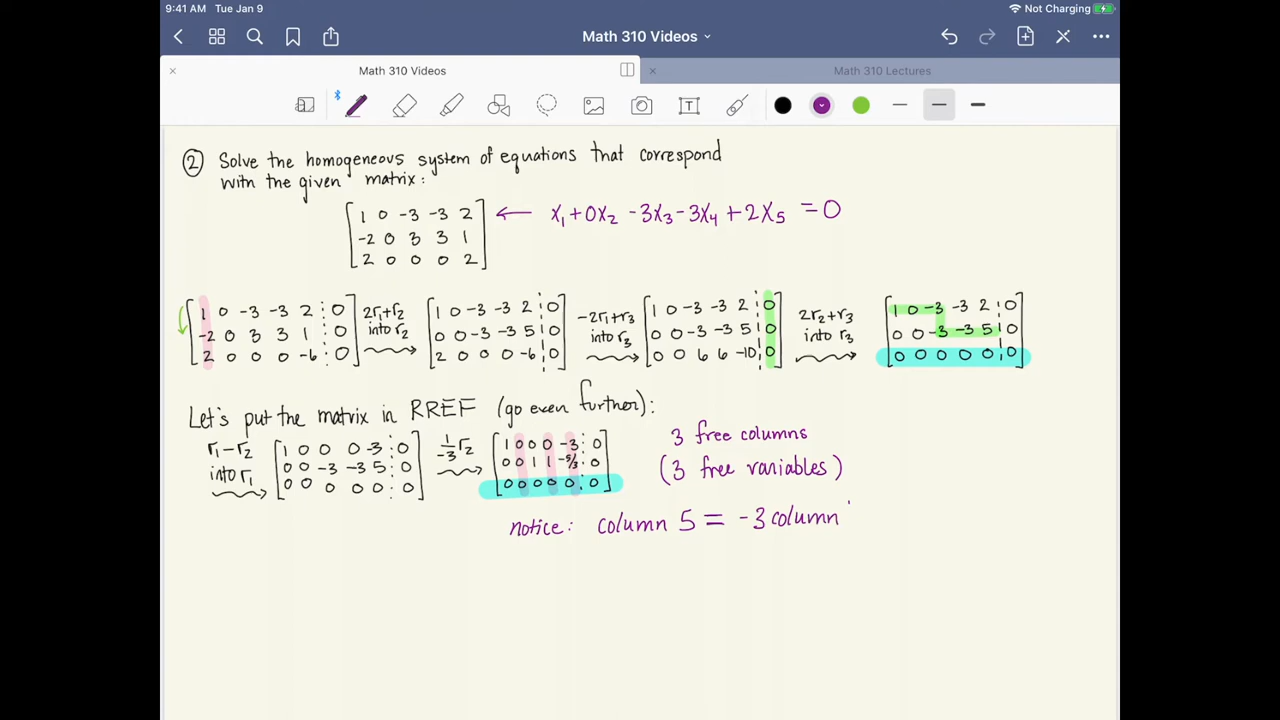 9:41 AM Tue Jan 9
Not Charging
Math 310 Videos
Math 310 Videos
Math 310 Lectures
② Solve the homogeneous system of equations that correspond
with the given matrix:
1 0 -3 -3 2 ← x₁ + 0x₂ - 3x₃ - 3x₄ + 2x₅ = 0
-2 0 3 3 1
2 0 0 0 2
1 0 -3 -3 2 0 2r₁+r₂ 1 0 -3 -3 2 0 -2r₁+r₃ 1 0 -3 -3 2 0 2r₂+r₃ 1 0 -3 -3 2 0
-2 0 3 3 1 0 into r₂ 0 0 -3 -3 5 0 into r₃ 0 0 -3 -3 5 0 into r₃ 0 0 -3 -3 5 0
2 0 0 0 -6 0 2 0 0 0 -6 0 0 0 6 6 -10 0 0 0 0 0 0 0
Let's put the matrix in RREF (go even further):
r₁-r₂ 1 0 0 0 -3 0 1/-3 r₂ 1 0 0 0 -3 0 3 free columns
into r₁ 0 0 -3 -3 5 0 0 0 1 1 -5/3 0 (3 free variables)
0 0 0 0 0 0 0 0 0 0 0 0
notice: column 5 = -3 column